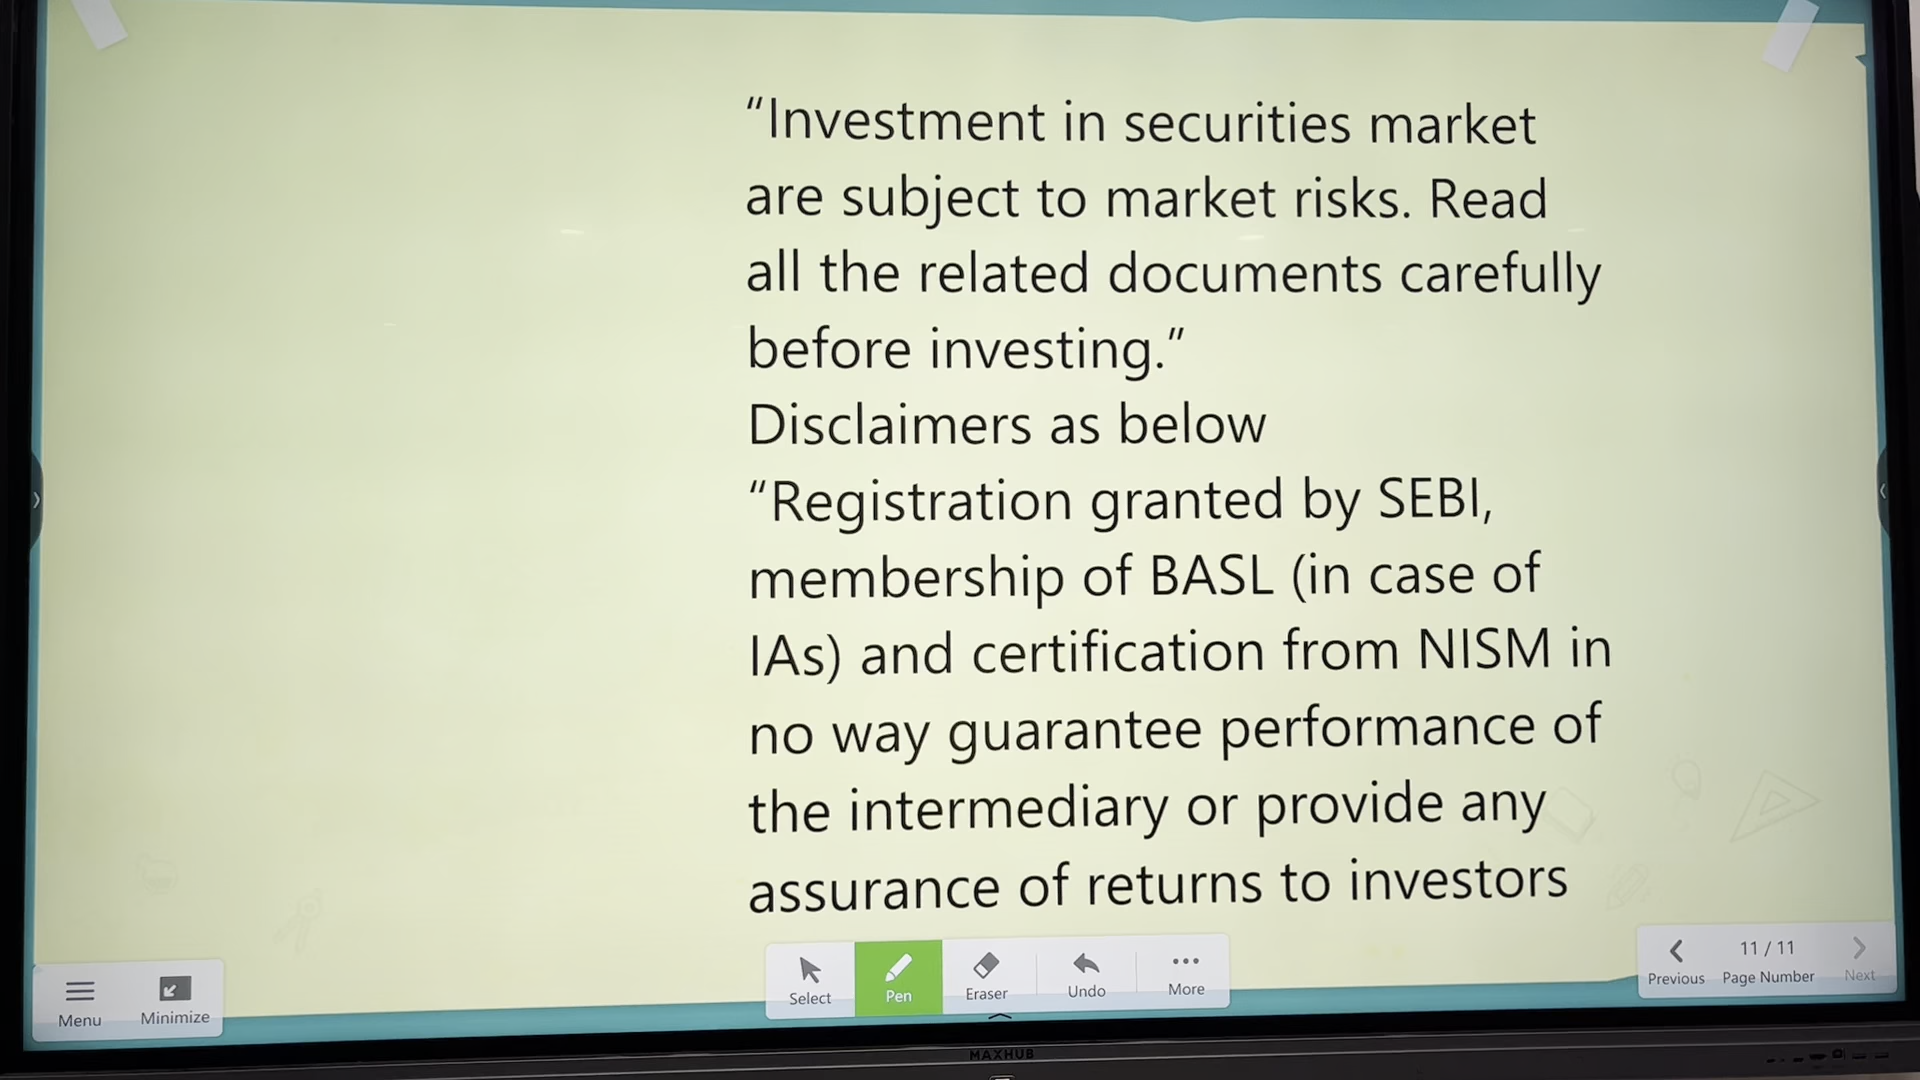 “Investment in securities market
are subject to market risks. Read
all the related documents carefully
before investing.”
Disclaimers as below
“Registration granted by SEBI,
membership of BASL (in case of
IAs) and certification from NISM in
no way guarantee performance of
the intermediary or provide any
assurance of returns to investors
Menu
Minimize
Select
Pen
Eraser
Undo
More
Previous
11 / 11
Page Number
Next
MAXHUB